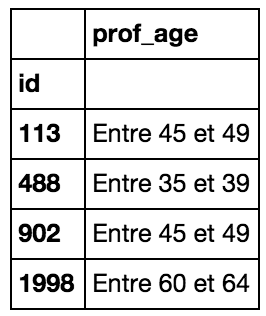 prof_age
id
113 Entre 45 et 49
488 Entre 35 et 39
902 Entre 45 et 49
1998 Entre 60 et 64